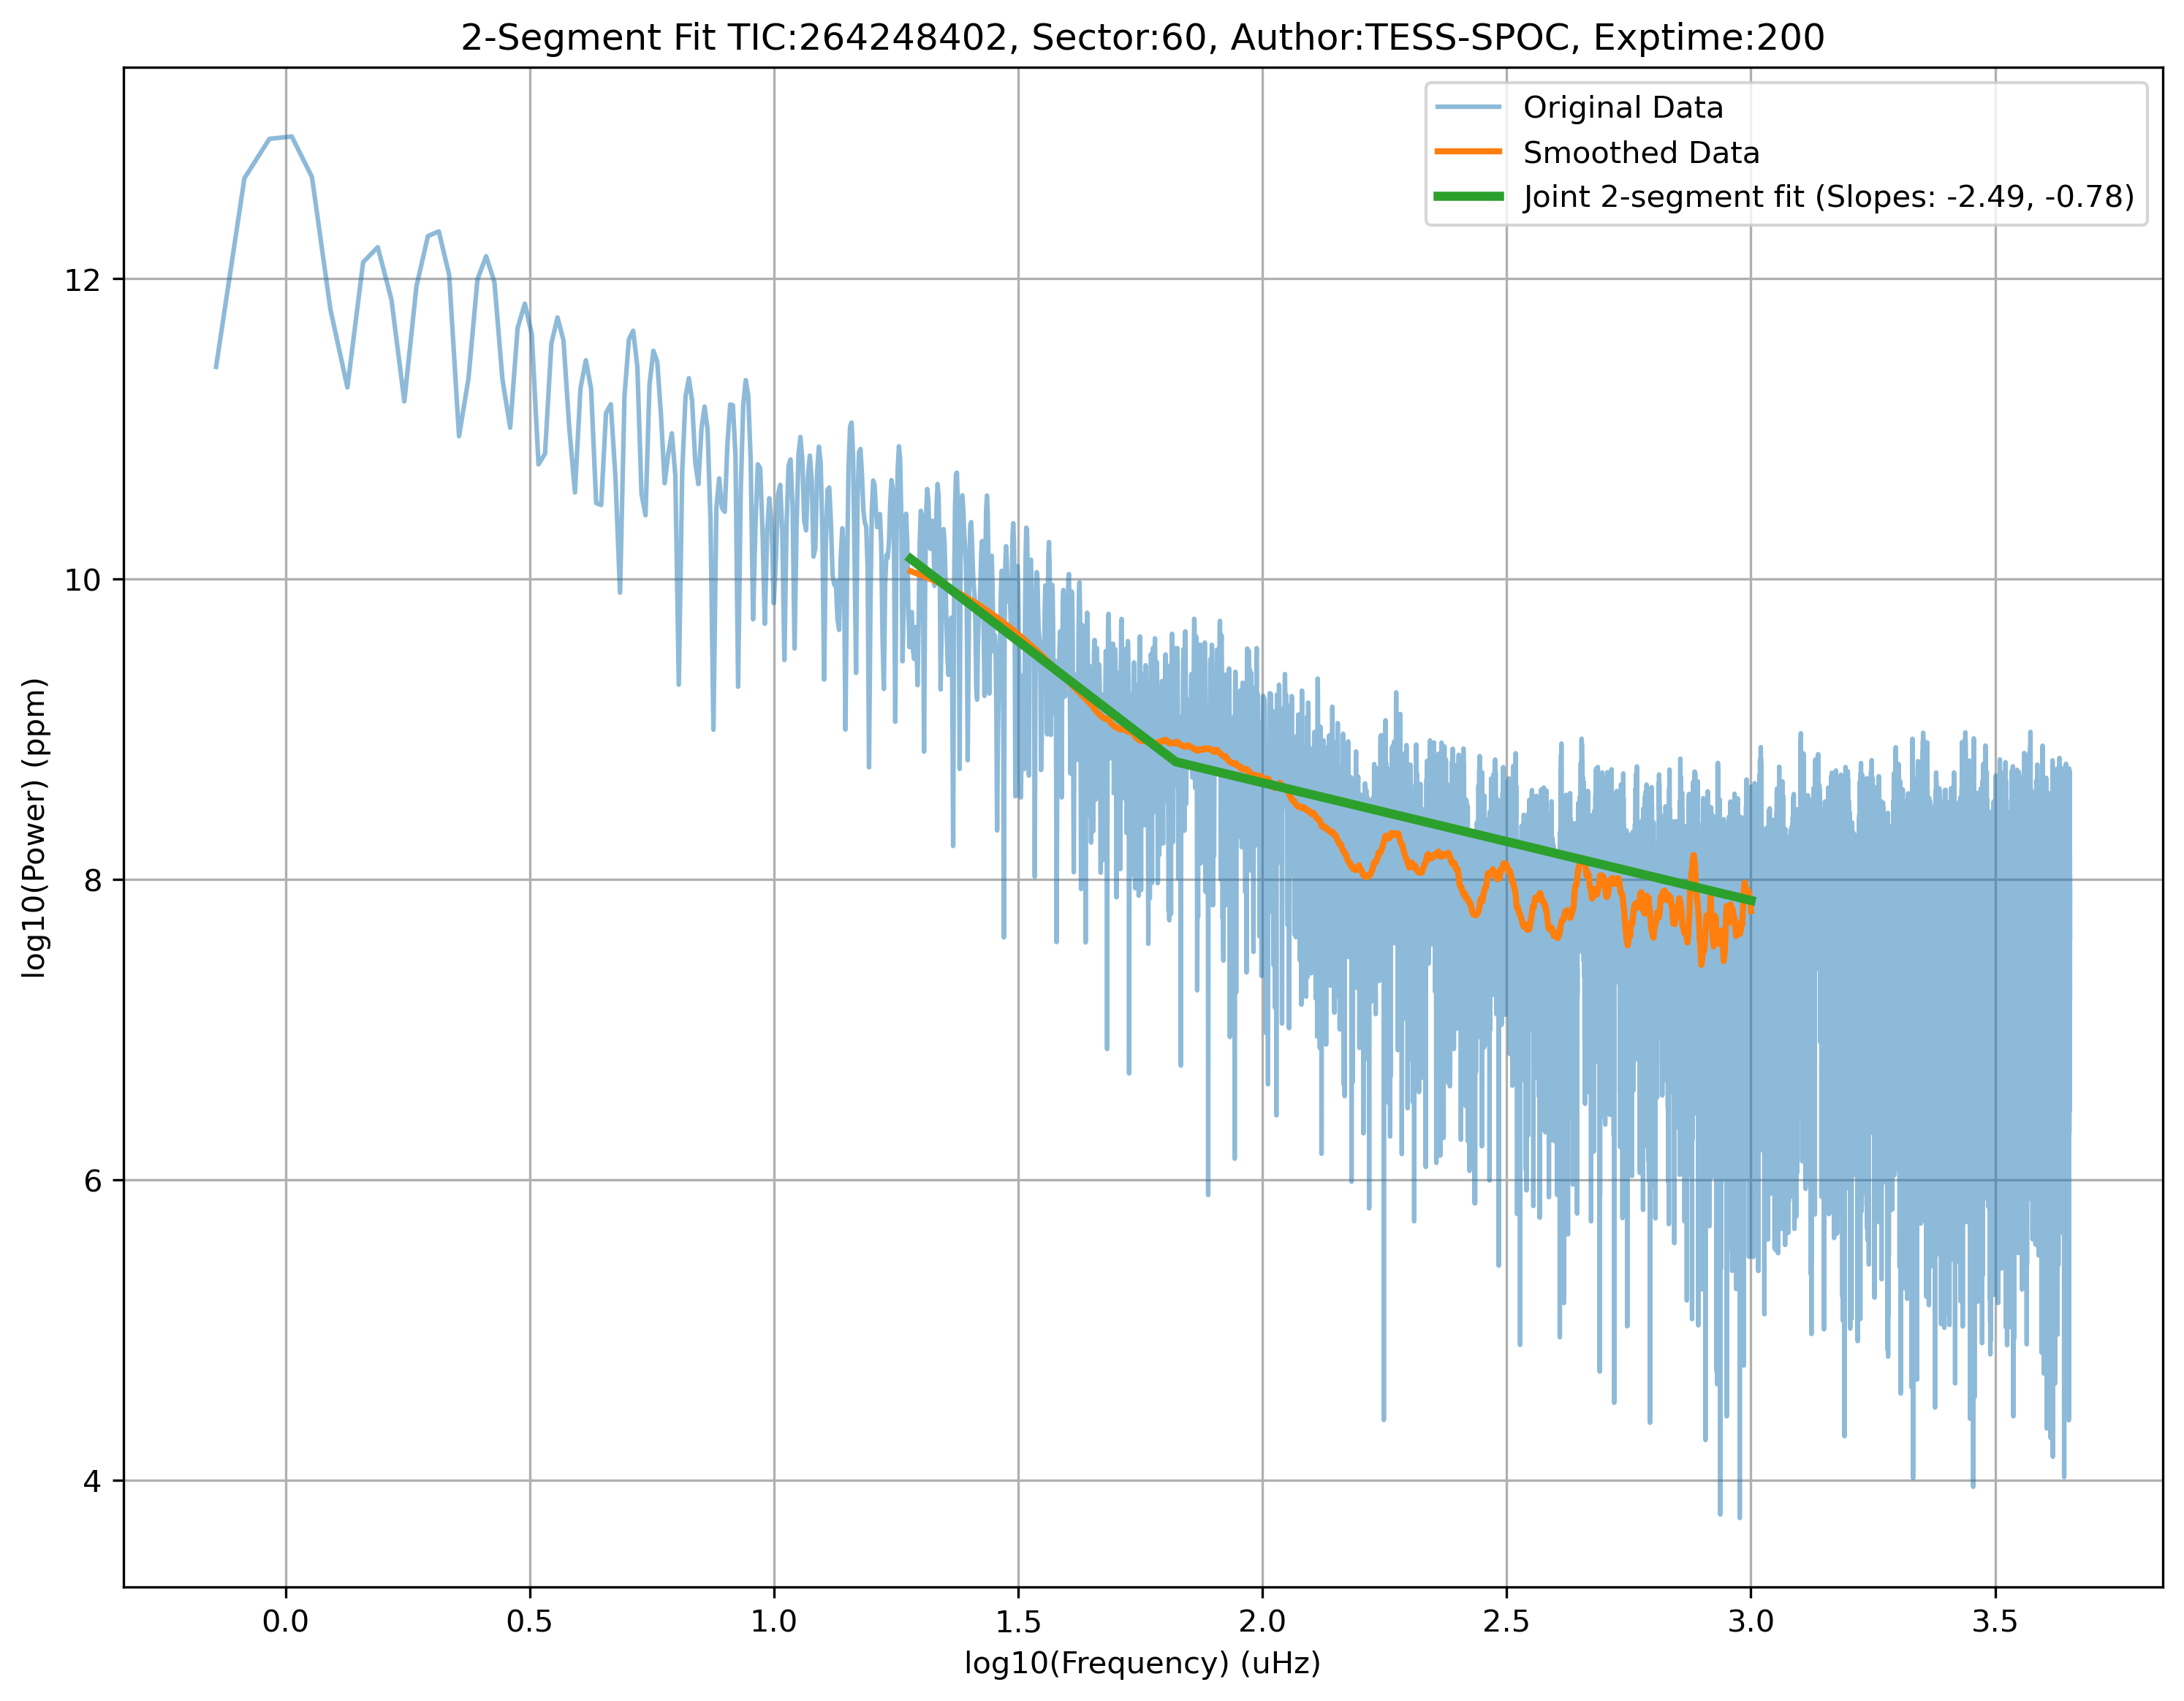 2-Segment Fit TIC:264248402, Sector:60, Author:TESS-SPOC, Exptime:200
Original Data
Smoothed Data
Joint 2-segment fit (Slopes: -2.49, -0.78)
log10(Power) (ppm)
12
10
8
6
4
0.0 0.5 1.0 1.5 2.0 2.5 3.0 3.5
log10(Frequency) (uHz)